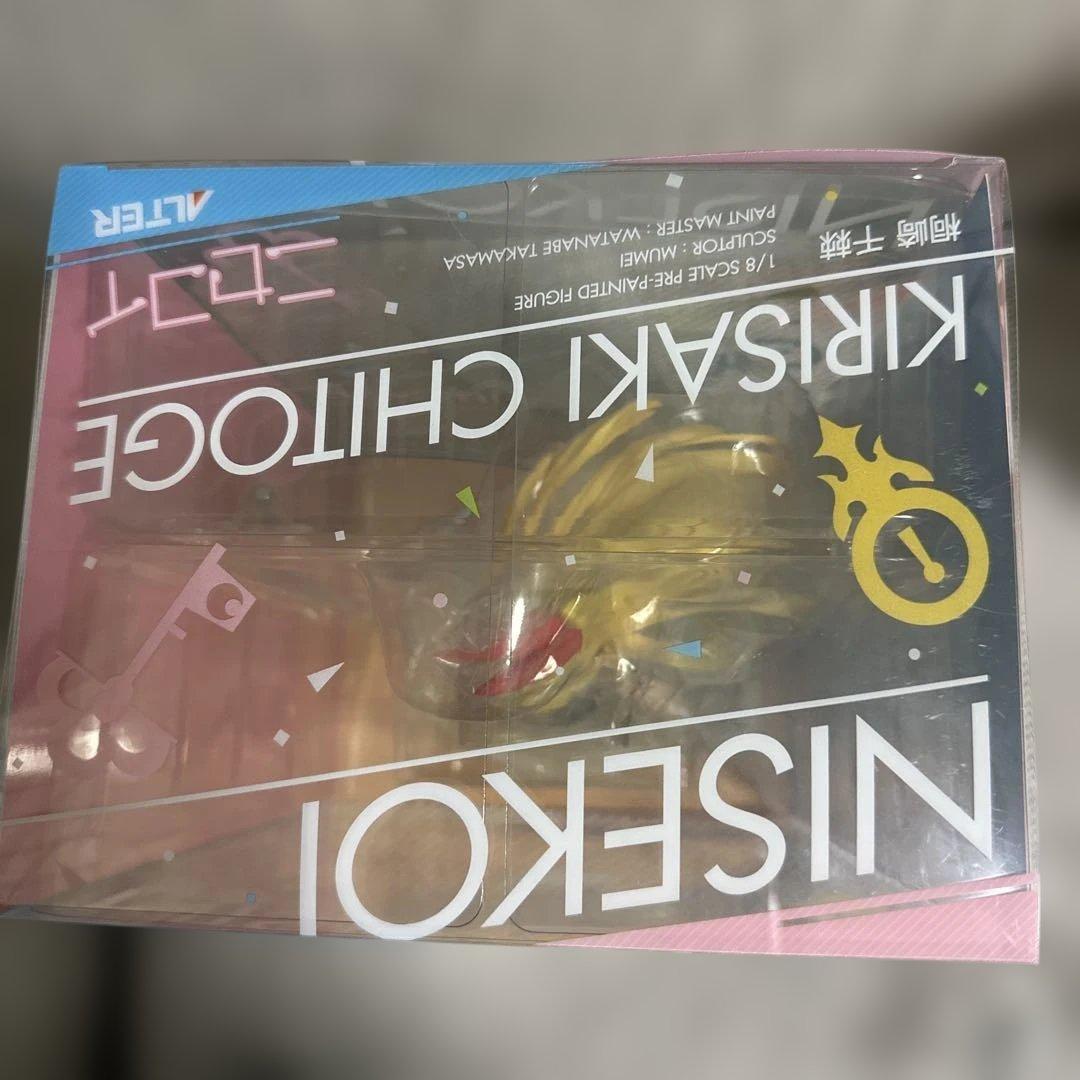 NISEKOI
KIRISAKI CHITOGE
桐崎 千棘
1/8 SCALE PRE-PAINTED FIGURE
SCULPTOR : MUMEI
PAINT MASTER : WATANABE TAKAMASA
ニセコイ
ALTER